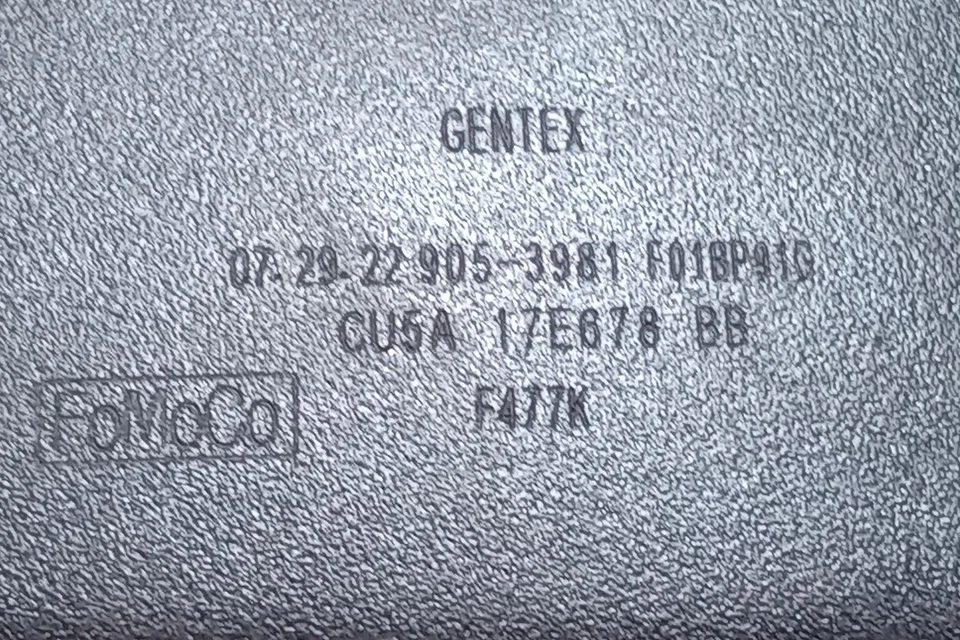 GENTEX
07-29-22 905-3981 F01BP91G
CU5A 17E678 BB
F477K
FoMoCo